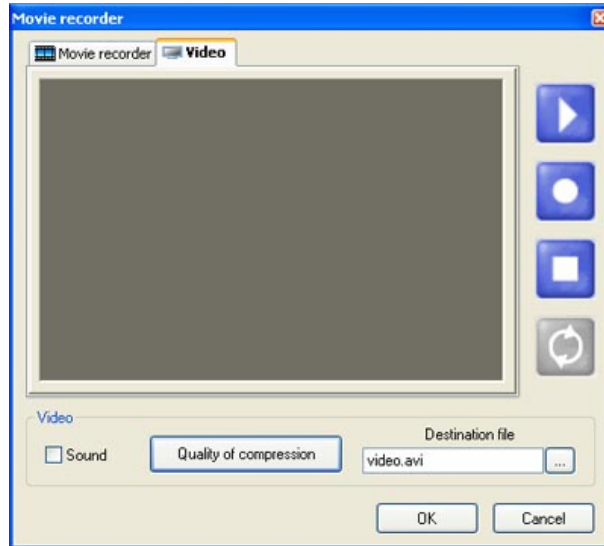 Movie recorder
Movie recorder Video
Video
Destination file
Sound Quality of compression video.avi ...
OK Cancel